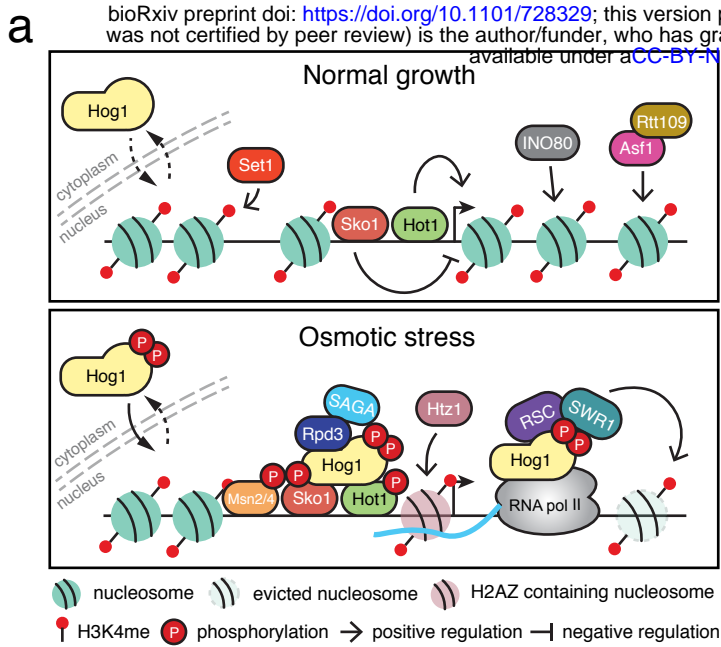 a
bioRxiv preprint doi: https://doi.org/10.1101/728329; this version p
was not certified by peer review) is the author/funder, who has gra
available under aCC-BY-N
Normal growth
Hog1
cytoplasm
nucleus
Set1
Sko1
Hot1
INO80
Rtt109
Asf1
Osmotic stress
P
P
Hog1
cytoplasm
nucleus
SAGA
Rpd3
P
P
Hog1
P
P
P
Msn2/4
Sko1
Hot1
Htz1
RSC
SWR1
P
P
Hog1
RNA pol II
nucleosome evicted nucleosome H2AZ containing nucleosome
H3K4me P phosphorylation positive regulation negative regulation